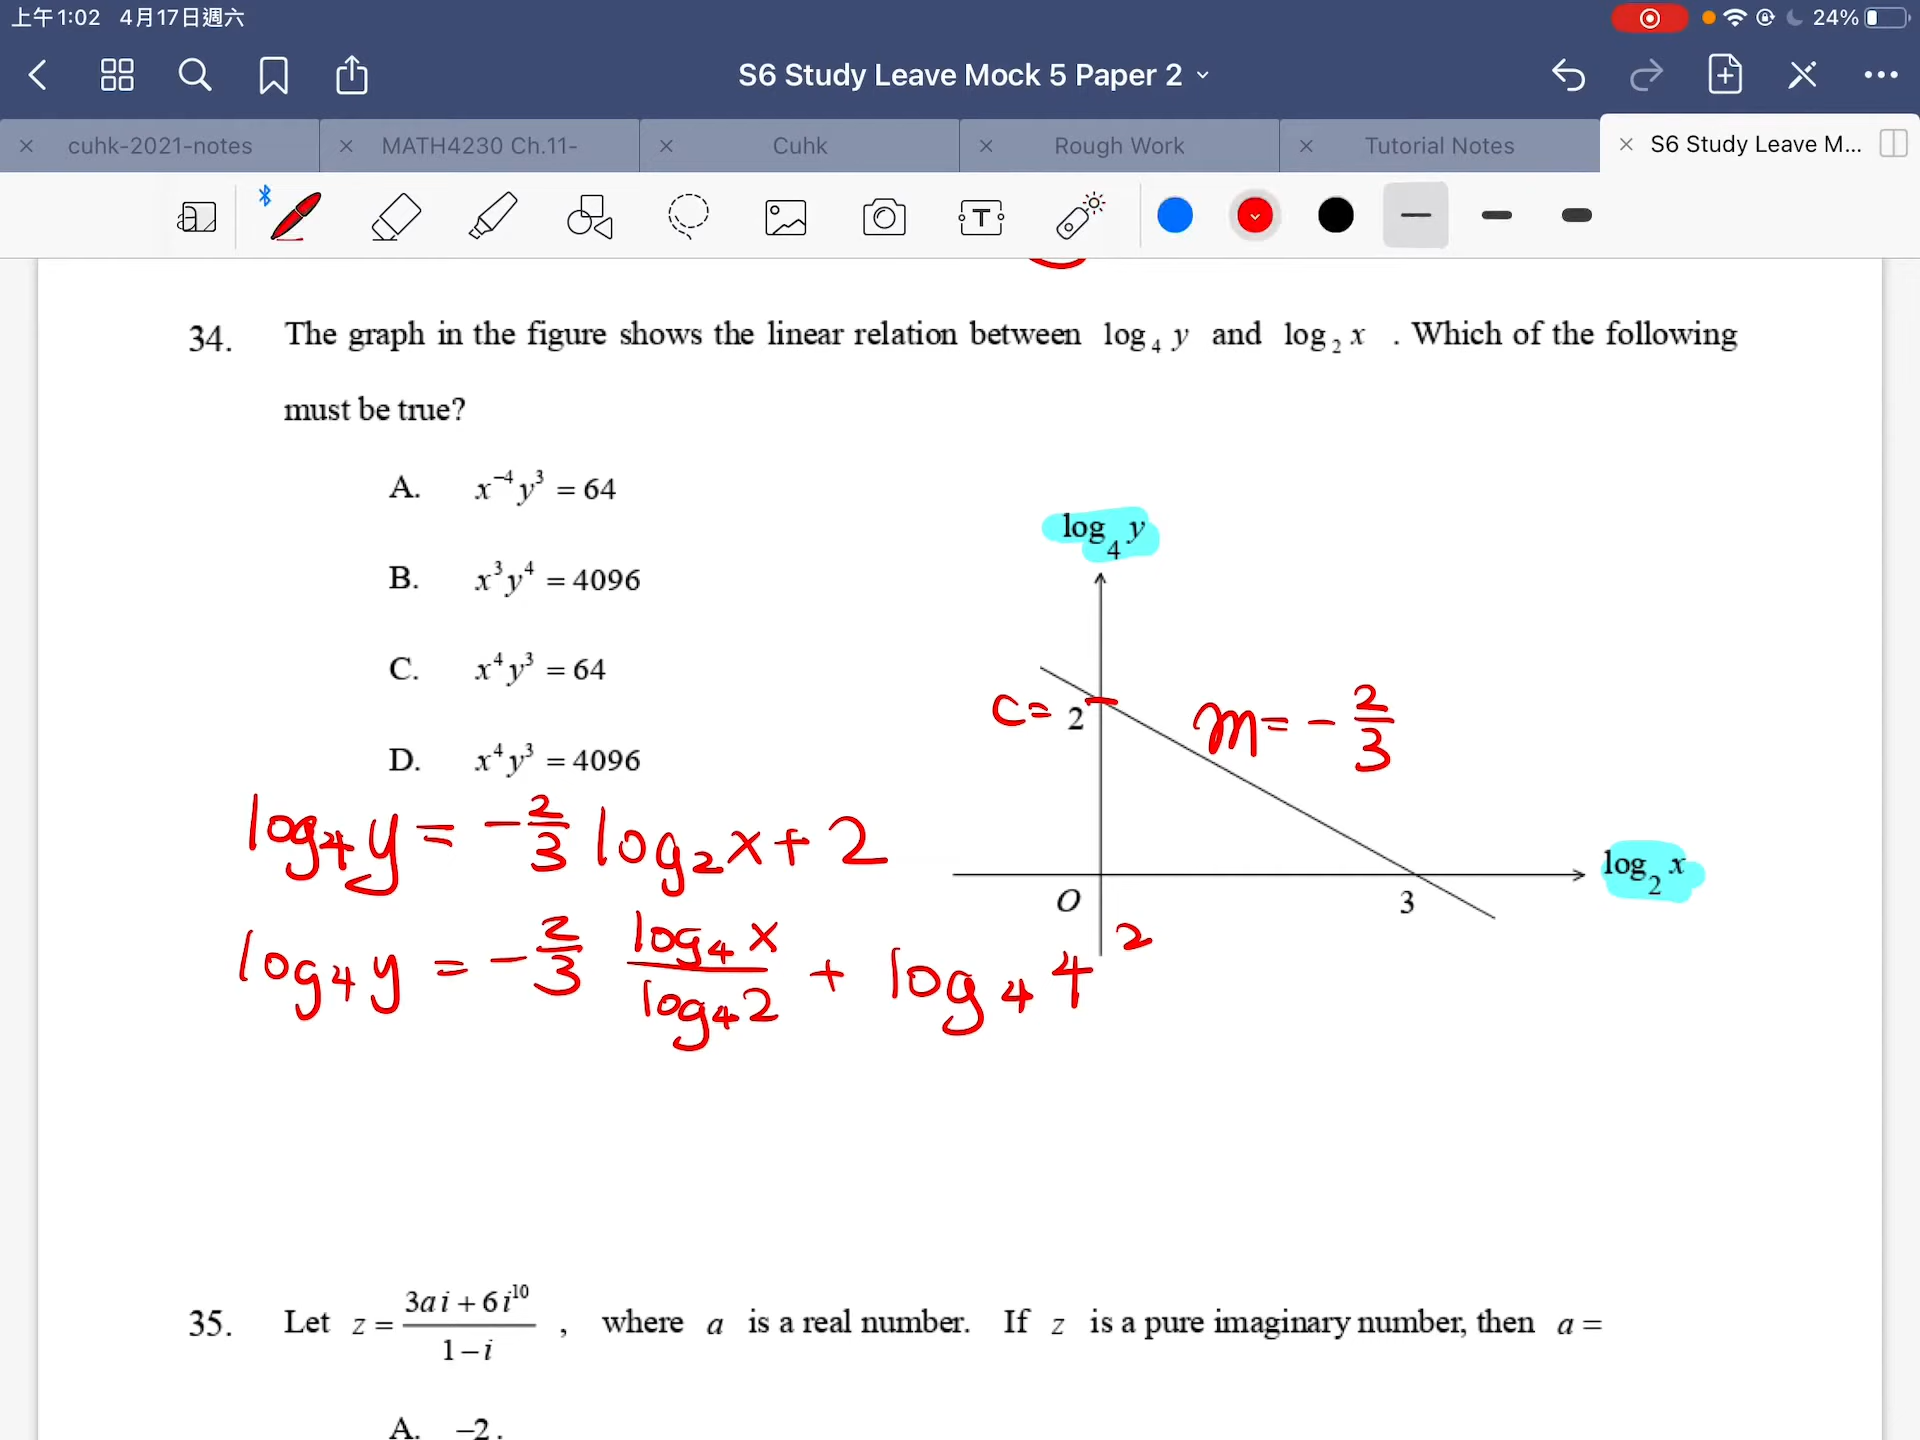 上午1:02 4月17日週六
24%
S6 Study Leave Mock 5 Paper 2
cuhk-2021-notes
MATH4230 Ch.11-
Cuhk
Rough Work
Tutorial Notes
S6 Study Leave M...
34. The graph in the figure shows the linear relation between log₄ y and log₂ x . Which of the following
must be true?
A. x⁻⁴y³ = 64
B. x³y⁴ = 4096
C. x⁴y³ = 64
D. x⁴y³ = 4096
log₄ y
c= 2
m= -2/3
O
3
log₂ x
log₄y = -2/3 log₂x + 2
log₄y = -2/3 (log₄x)/(log₄2) + log₄4²
35. Let z = (3ai + 6i¹⁰)/(1-i) , where a is a real number. If z is a pure imaginary number, then a =
A. -2.